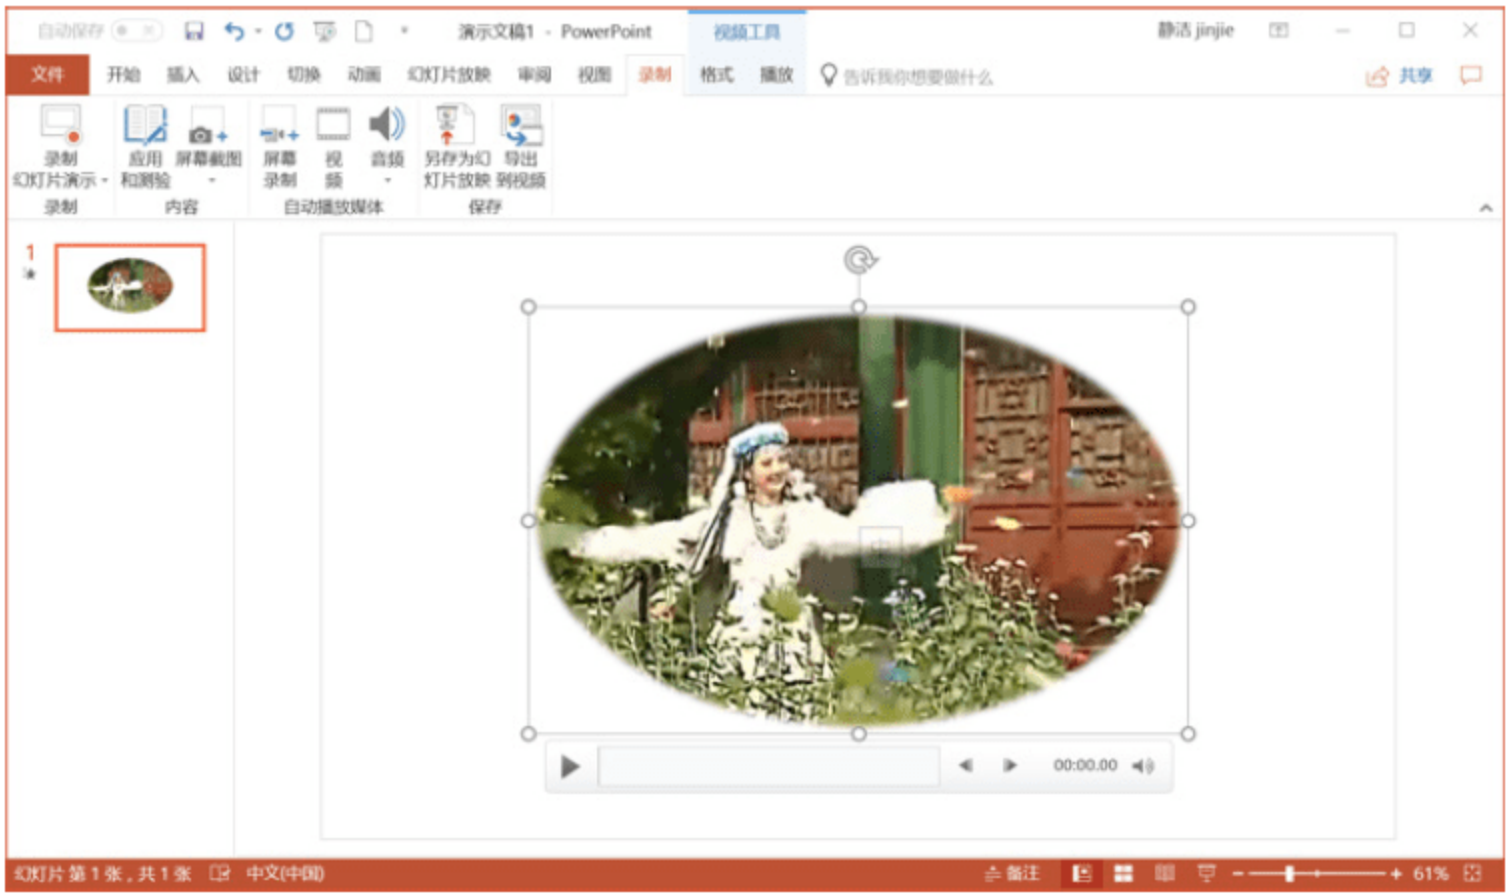 自动保存
演示文稿1 - PowerPoint
视频工具
静洁 jinjie
文件 开始 插入 设计 切换 动画 幻灯片放映 审阅 视图 录制 格式 播放 告诉我你想要做什么 共享
录制
幻灯片演示
应用
和测验
屏幕截图
屏幕
录制
视
频
音频
另存为幻
灯片放映
导出
到视频
录制 内容 自动播放媒体 保存
1
00:00.00
幻灯片 第 1 张，共 1 张 中文(中国) 备注 61%